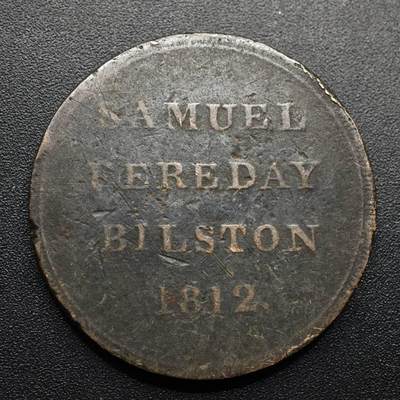 SAMUEL
FEREDAY
BILSTON
1812.